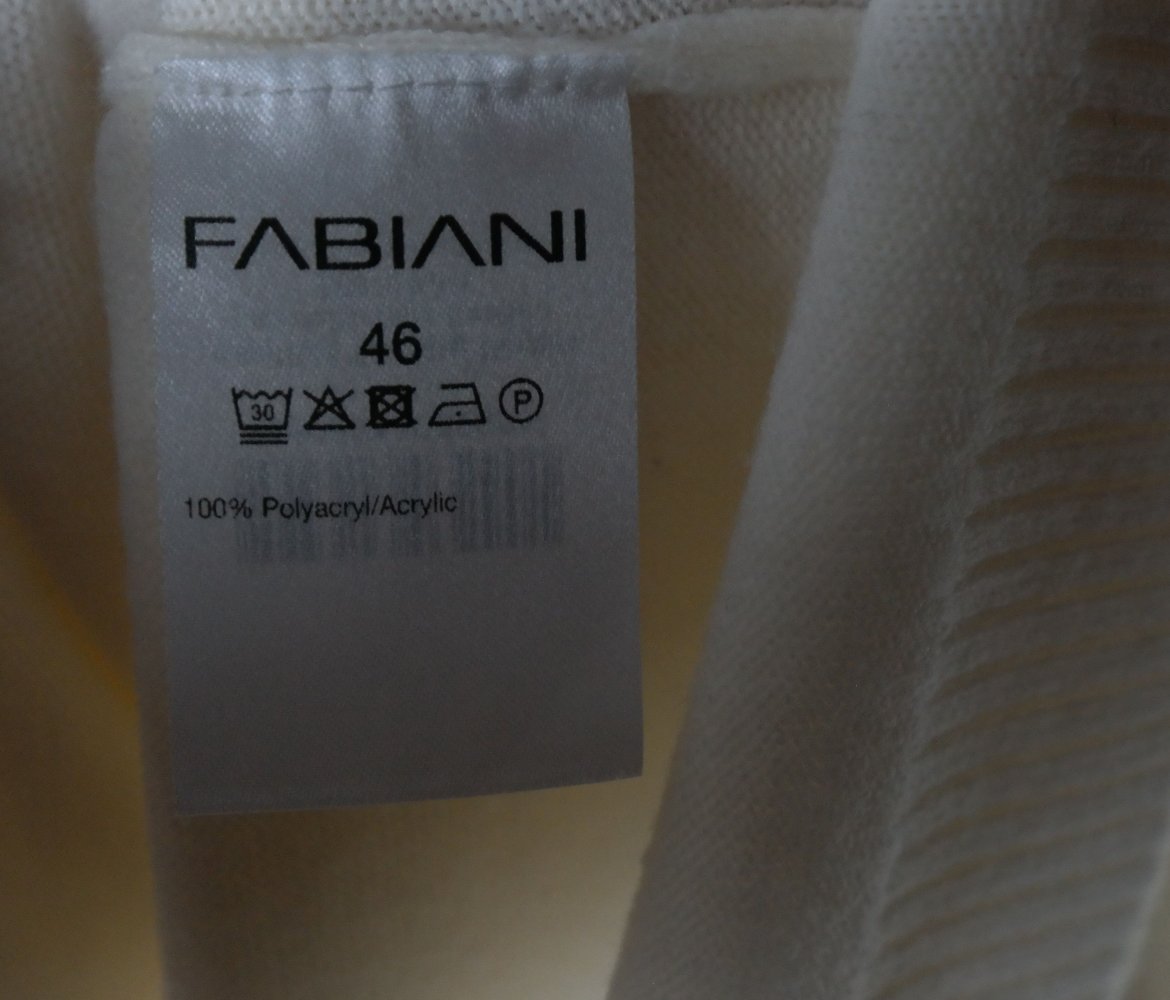 FABIANI
46
30 P
100% Polyacryl/Acrylic